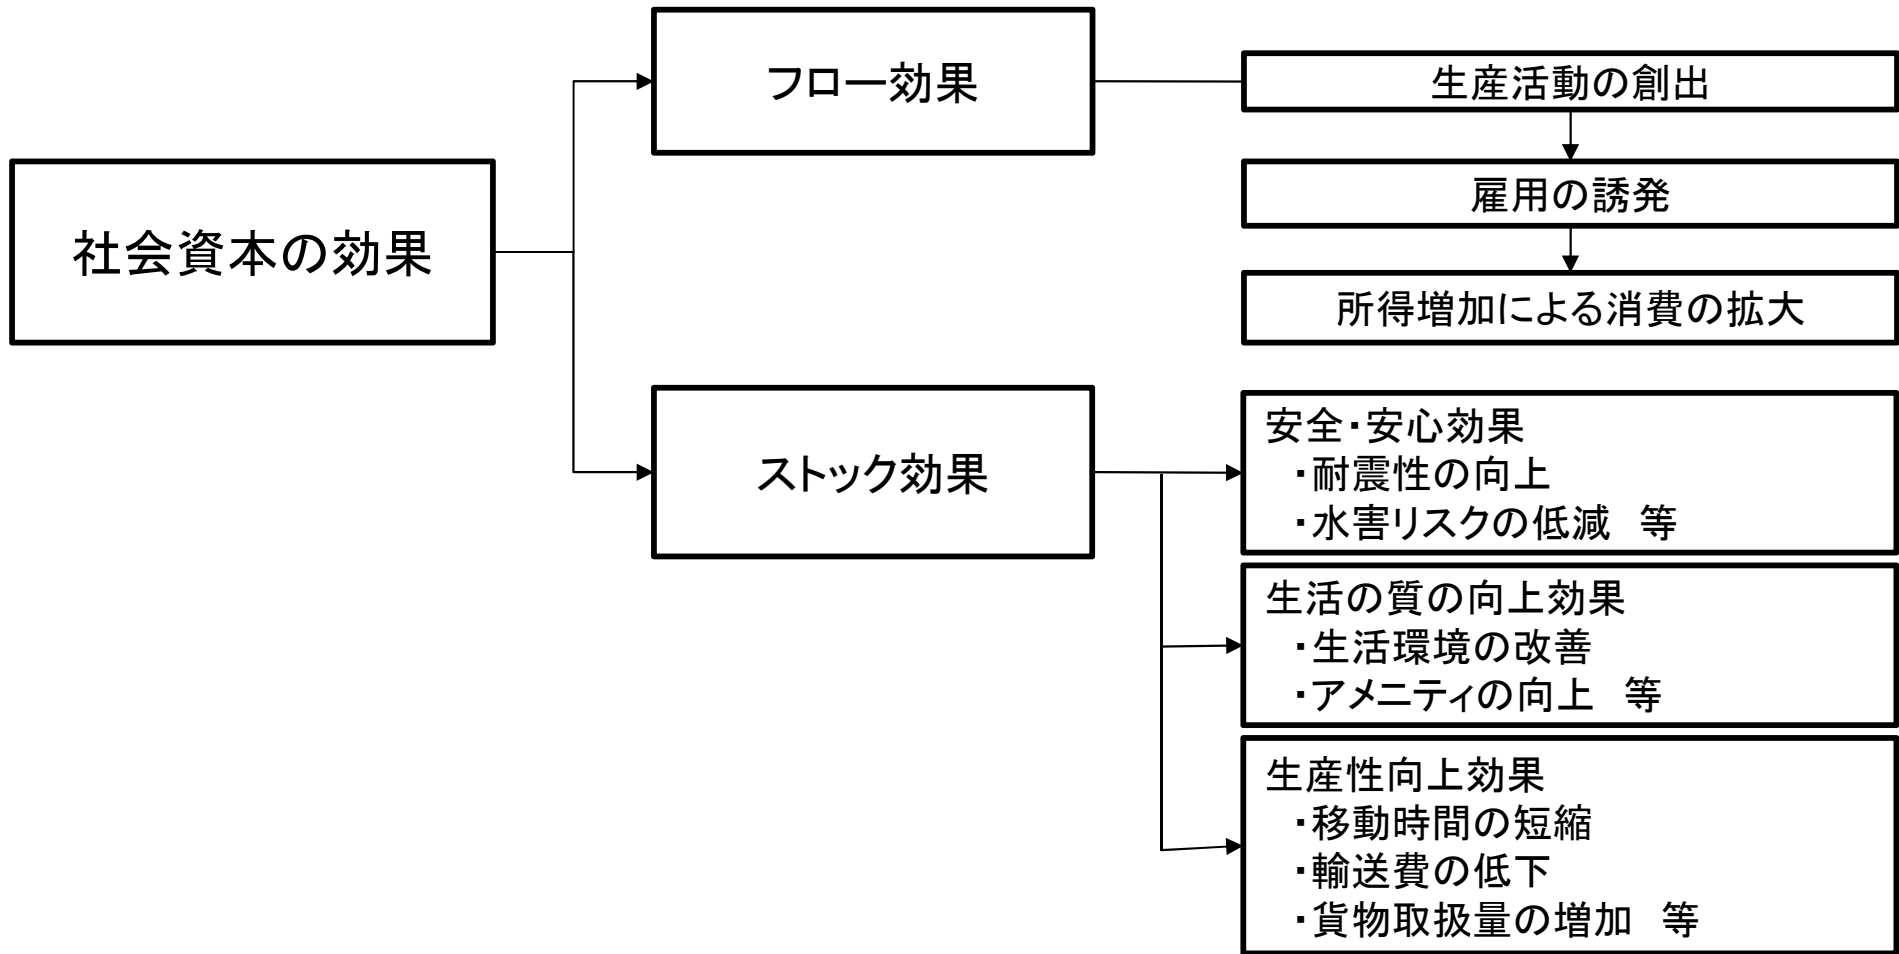 社会資本の効果
フロー効果
生産活動の創出
雇用の誘発
所得増加による消費の拡大
ストック効果
安全・安心効果
・耐震性の向上
・水害リスクの低減　等
生活の質の向上効果
・生活環境の改善
・アメニティの向上　等
生産性向上効果
・移動時間の短縮
・輸送費の低下
・貨物取扱量の増加　等